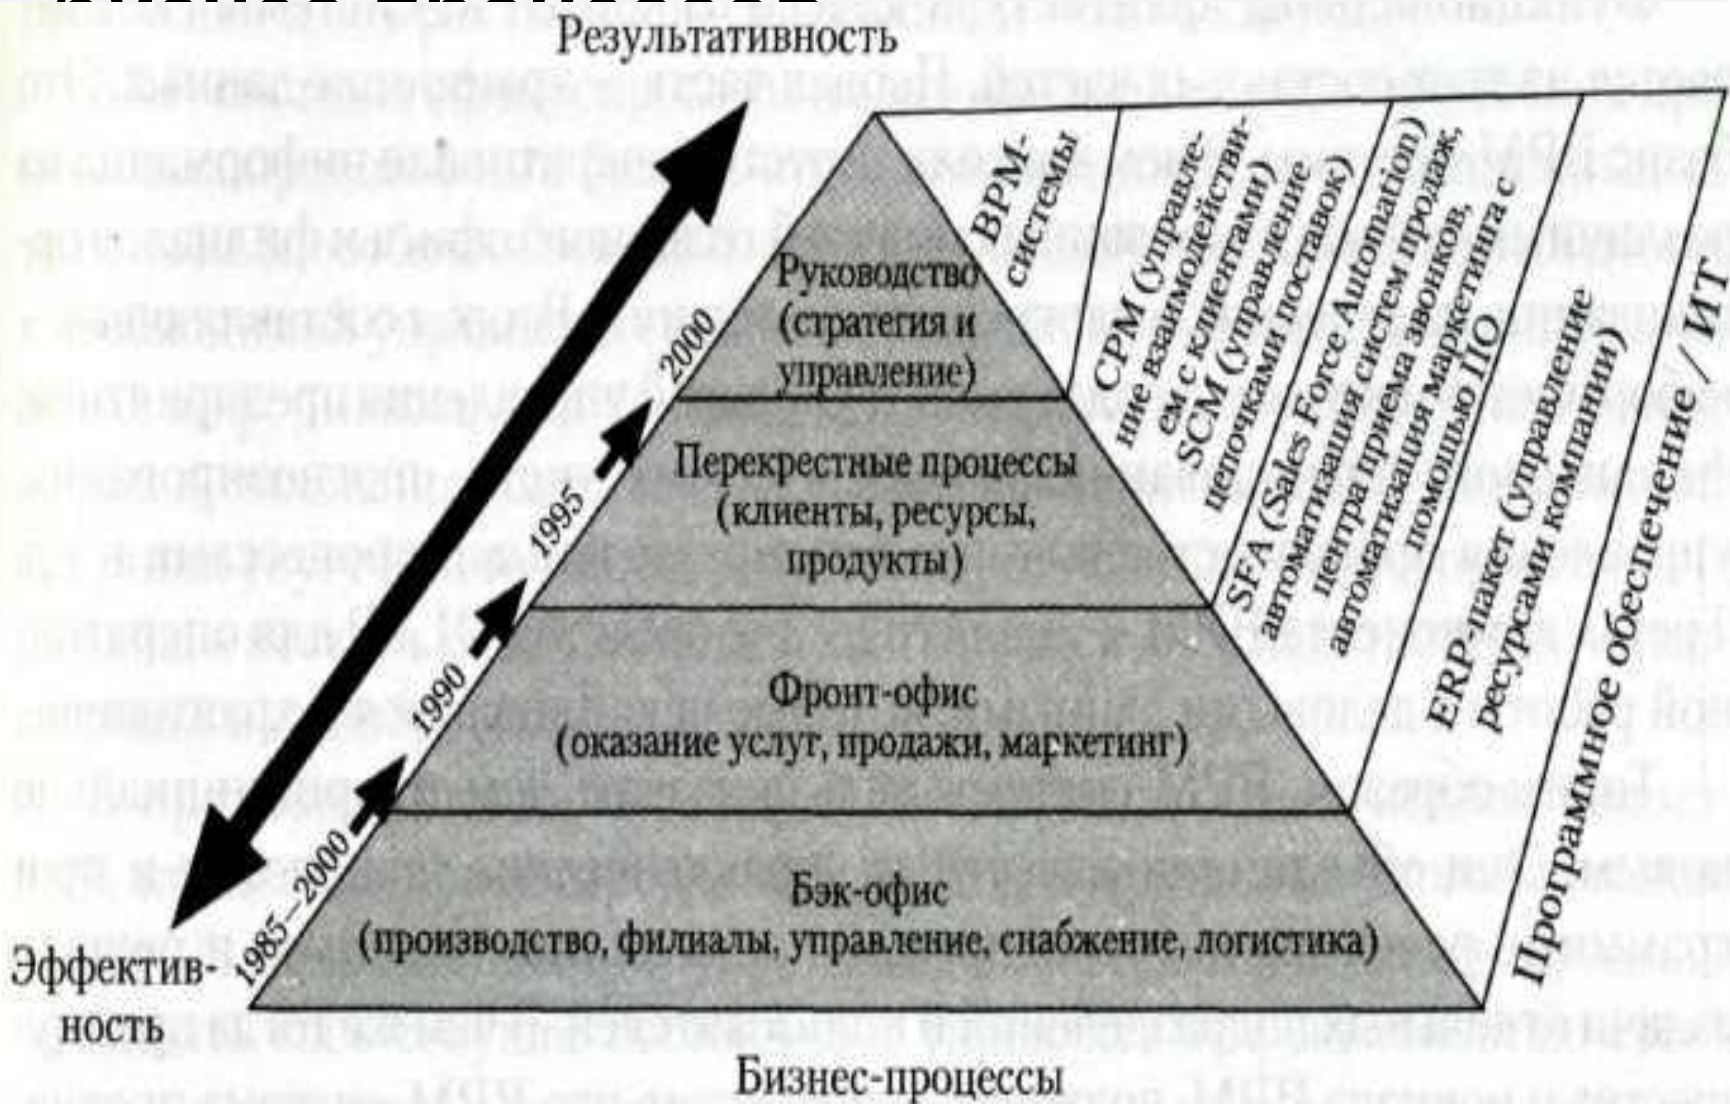 Результативность
Руководство
(стратегия и
управление)
Перекрестные процессы
(клиенты, ресурсы,
продукты)
Фронт-офис
(оказание услуг, продажи, маркетинг)
Бэк-офис
(производство, филиалы, управление, снабжение, логистика)
2000
1995
1990
1985–2000
Эффектив-
ность
Бизнес-процессы
BPM-
системы
CPM (управле-
ние взаимодействи-
ем с клиентами)
SCM (управление
цепочками поставок)
SFA (Sales Force Automation)
автоматизация систем продаж,
центра приема звонков,
автоматизация маркетинга с
помощью ПО
ERP-пакет (управление
ресурсами компании)
Программное обеспечение / ИТ